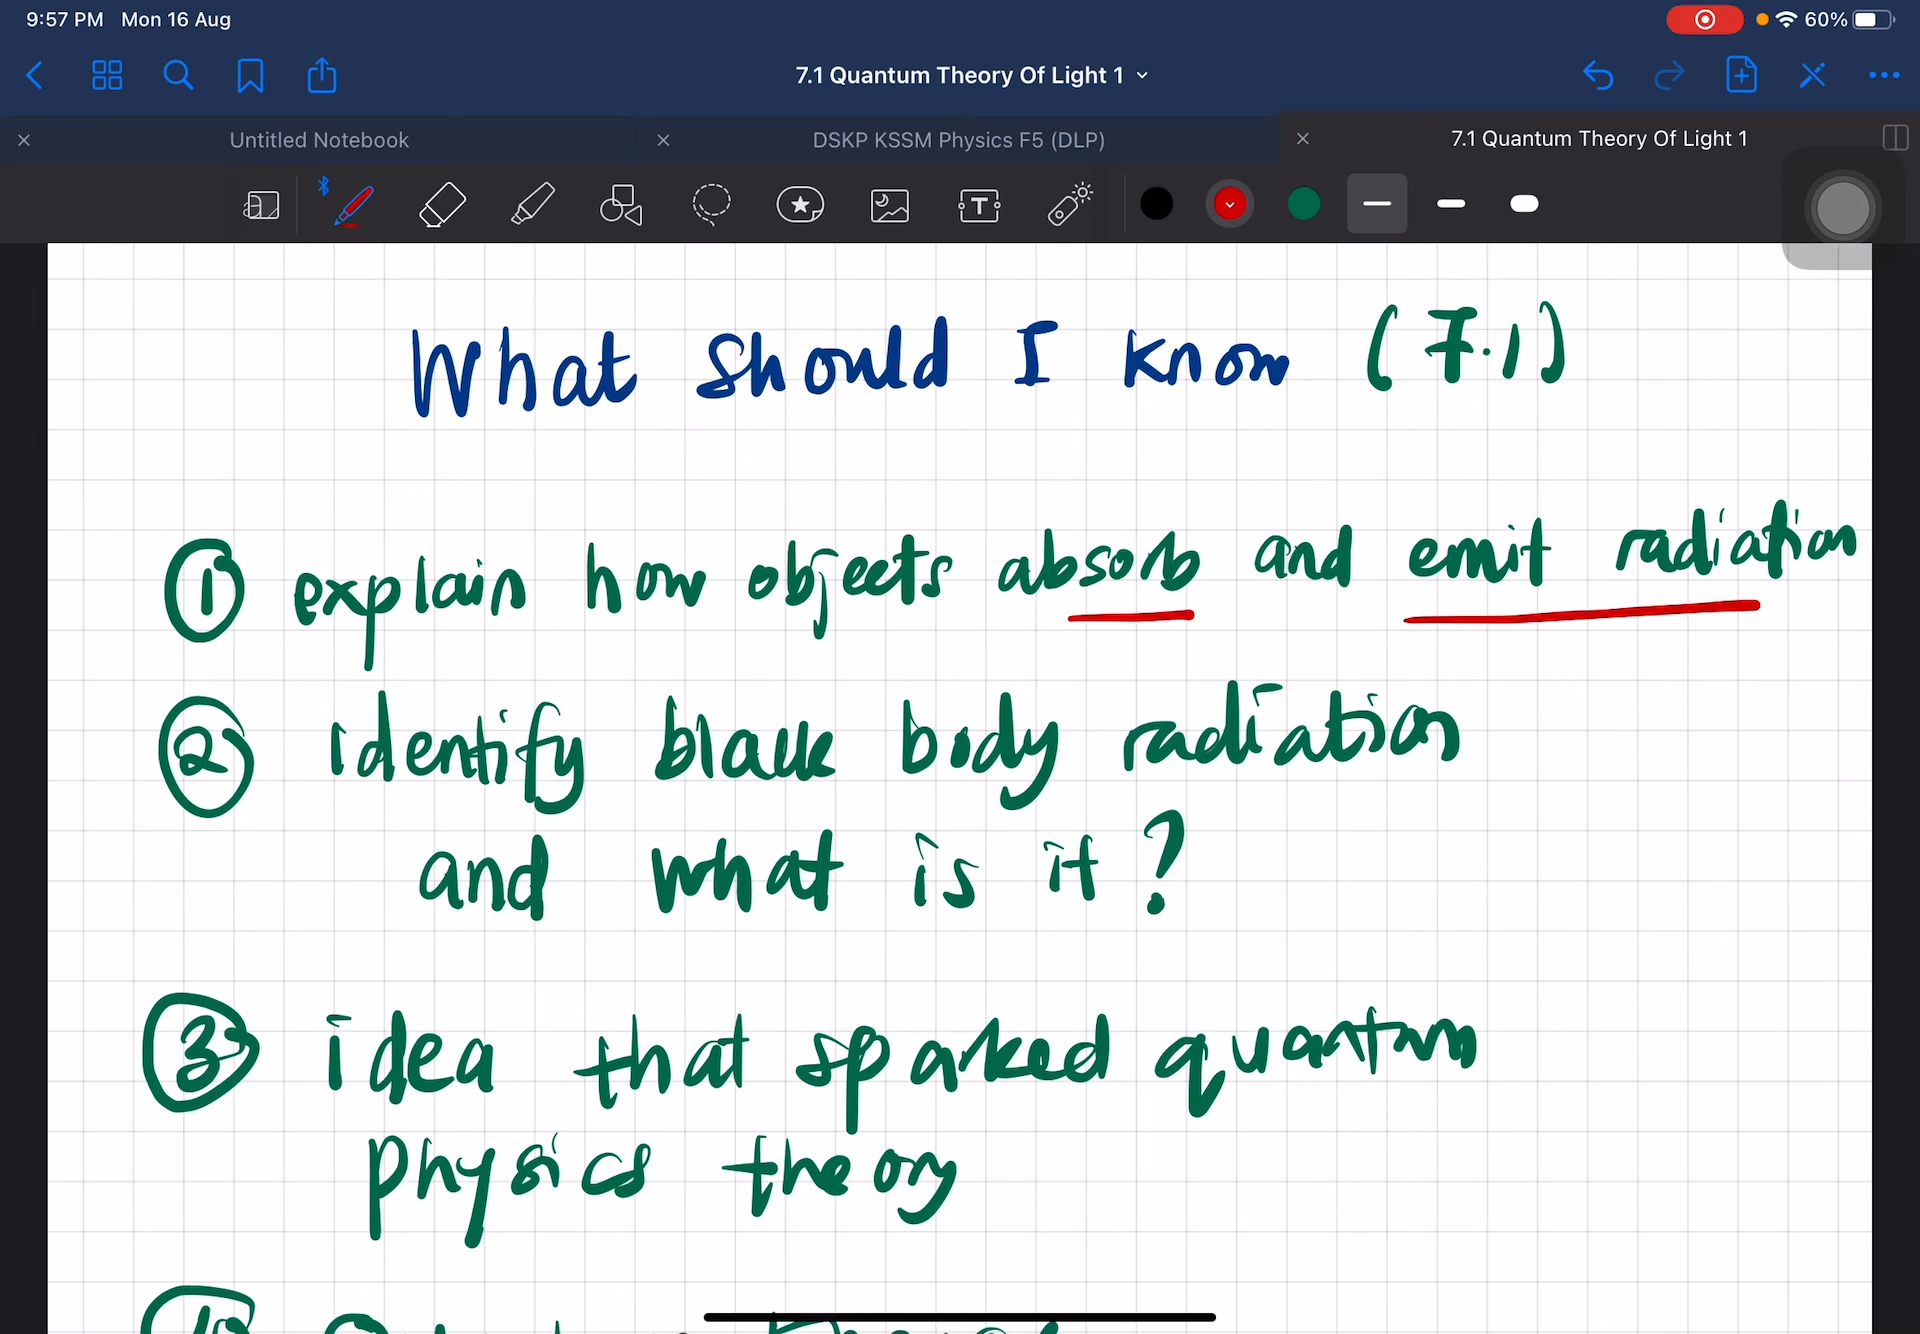 9:57 PM Mon 16 Aug 60%
7.1 Quantum Theory Of Light 1
Untitled Notebook DSKP KSSM Physics F5 (DLP) 7.1 Quantum Theory Of Light 1
What should I know (7.1)
① explain how objects absorb and emit radiation
② identify black body radiation
and what is it?
③ idea that sparked quantum
physics theory